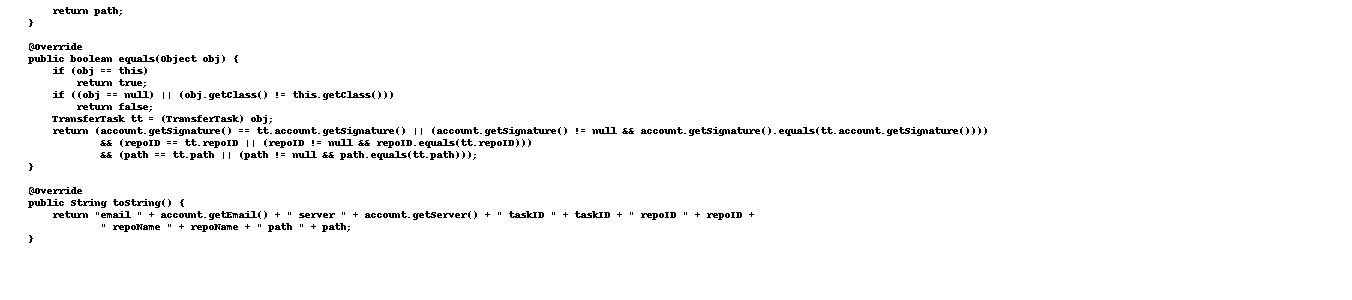 return path;
}
@Override
public boolean equals(Object obj) {
if (obj == this)
return true;
if ((obj == null) || (obj.getClass() != this.getClass()))
return false;
TransferTask tt = (TransferTask) obj;
return (account.getSignature() == tt.account.getSignature() || (account.getSignature() != null && account.getSignature().equals(tt.account.getSignature())))
&& (repoID == tt.repoID || (repoID != null && repoID.equals(tt.repoID)))
&& (path == tt.path || (path != null && path.equals(tt.path)));
}
@Override
public String toString() {
return "email " + account.getEmail() + " server " + account.getServer() + " taskID " + taskID + " repoID " + repoID +
" repoName " + repoName + " path " + path;
}